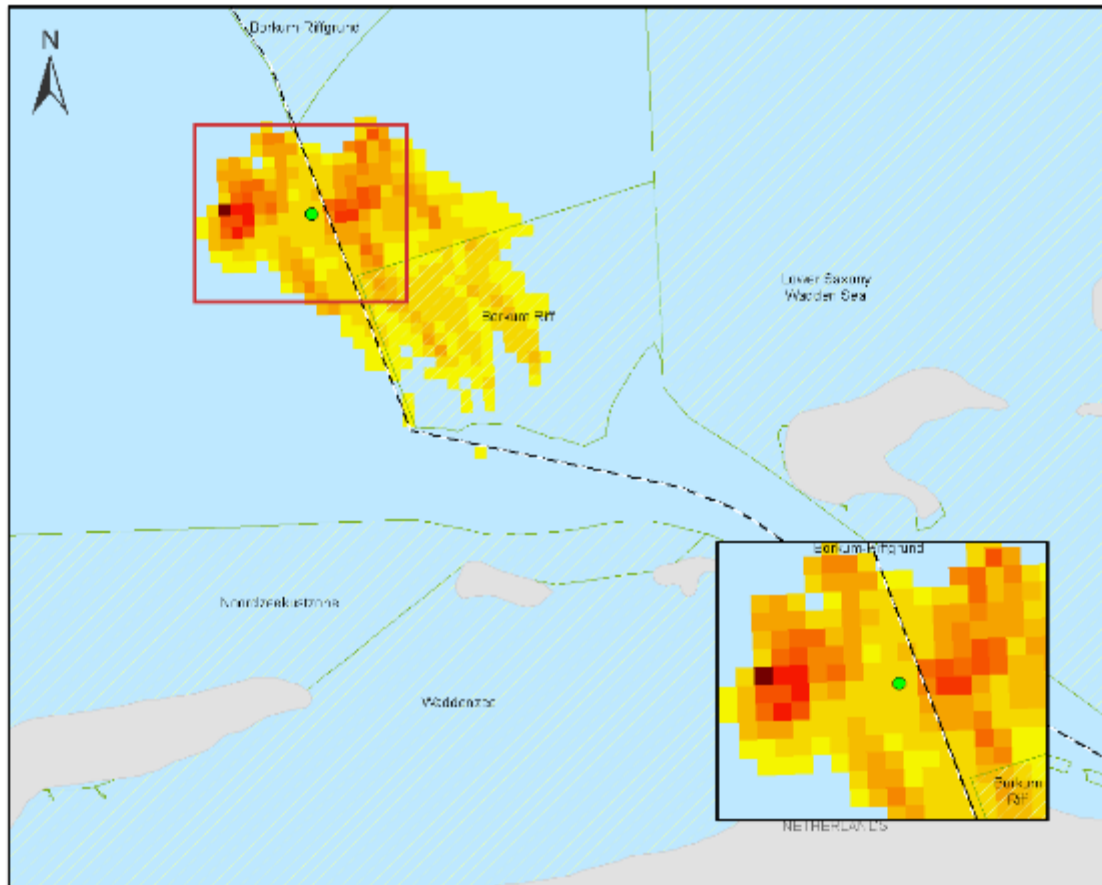 N
Borkum-Riffgrund
Lower Saxony
Wadden Sea
Borkum Riff
Noordzeekustzone
Waddenzee
Borkum-Riffgrund
Borkum
Riff
NETHERLANDS